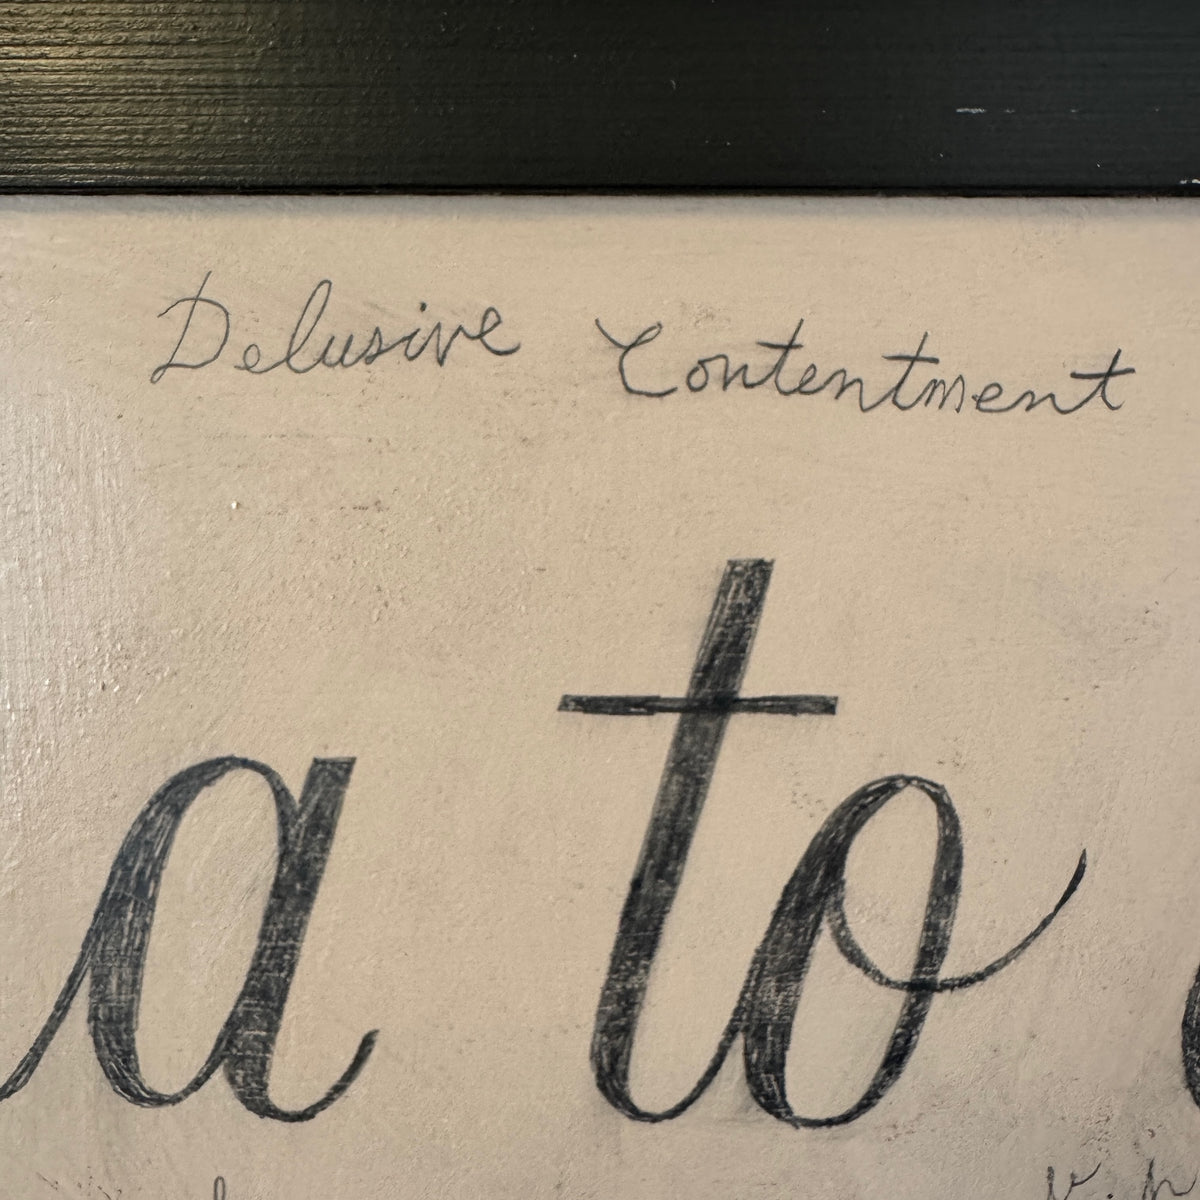 Delusive Contentment
a to